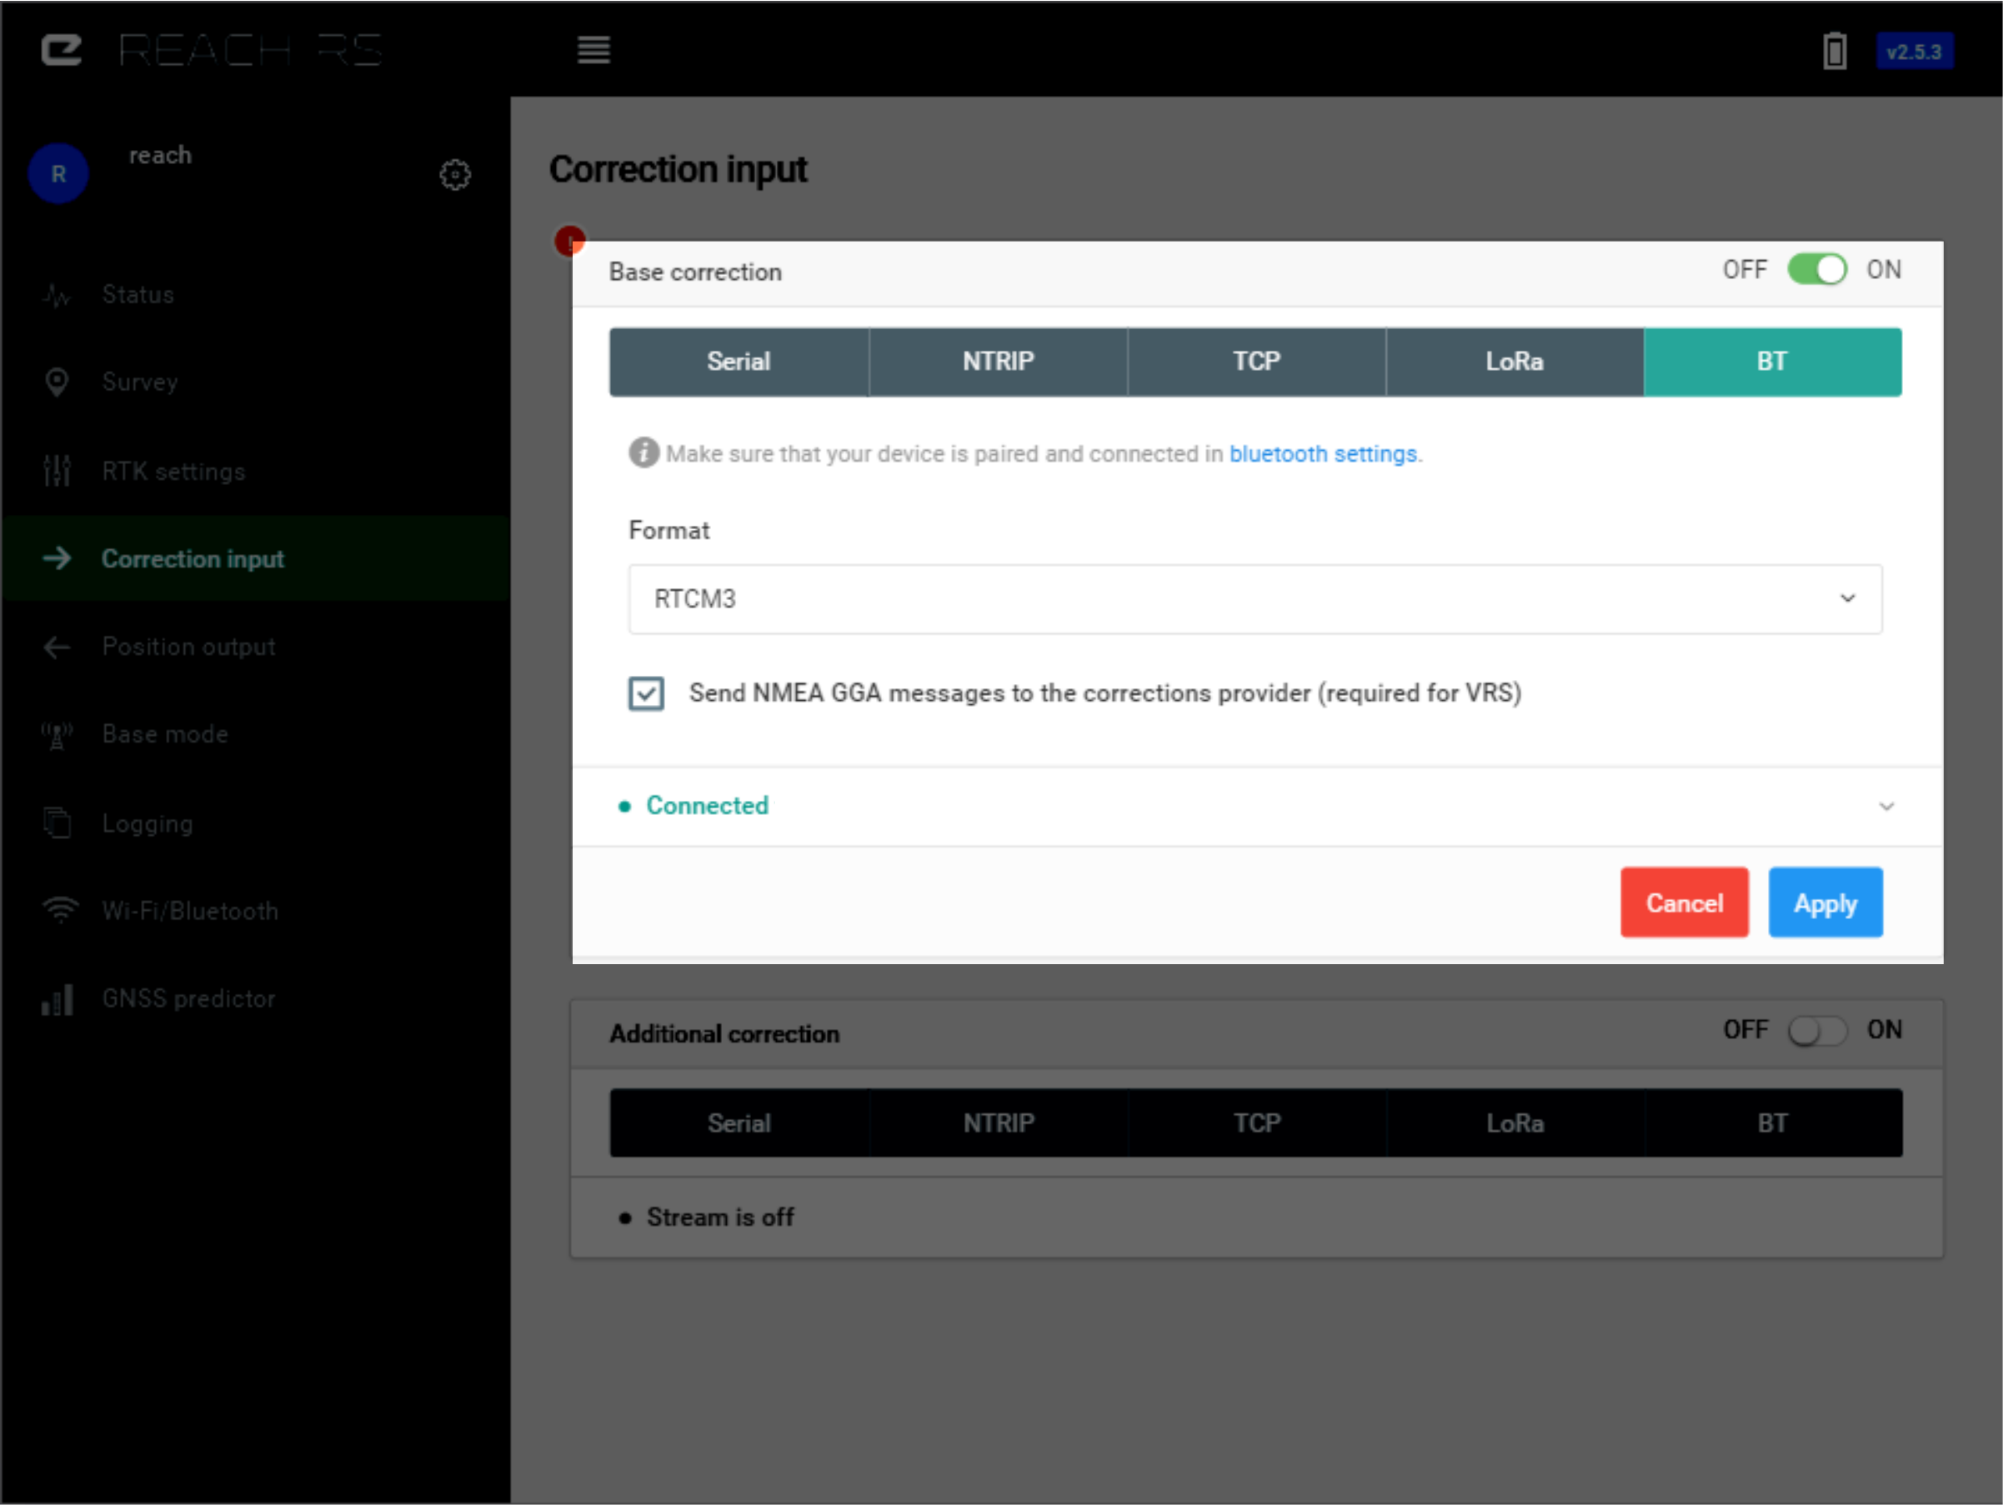 REACH RS
v2.5.3
R
reach
Status
Survey
RTK settings
Correction input
Position output
Base mode
Logging
Wi-Fi/Bluetooth
GNSS predictor
Correction input
!
Base correction
OFF ON
Serial NTRIP TCP LoRa BT
Make sure that your device is paired and connected in bluetooth settings.
Format
RTCM3
Send NMEA GGA messages to the corrections provider (required for VRS)
Connected
Cancel Apply
Additional correction
OFF ON
Serial NTRIP TCP LoRa BT
Stream is off